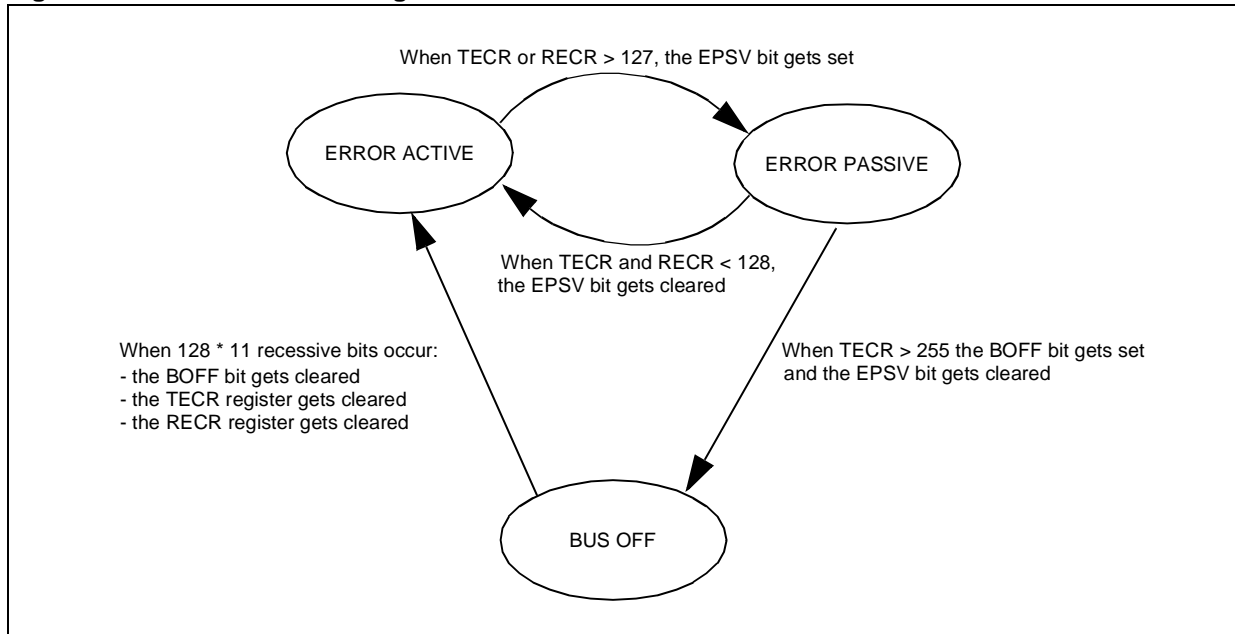 When TECR or RECR > 127, the EPSV bit gets set
ERROR ACTIVE
ERROR PASSIVE
When TECR and RECR < 128,
the EPSV bit gets cleared
When 128 * 11 recessive bits occur:
- the BOFF bit gets cleared
- the TECR register gets cleared
- the RECR register gets cleared
When TECR > 255 the BOFF bit gets set
and the EPSV bit gets cleared
BUS OFF